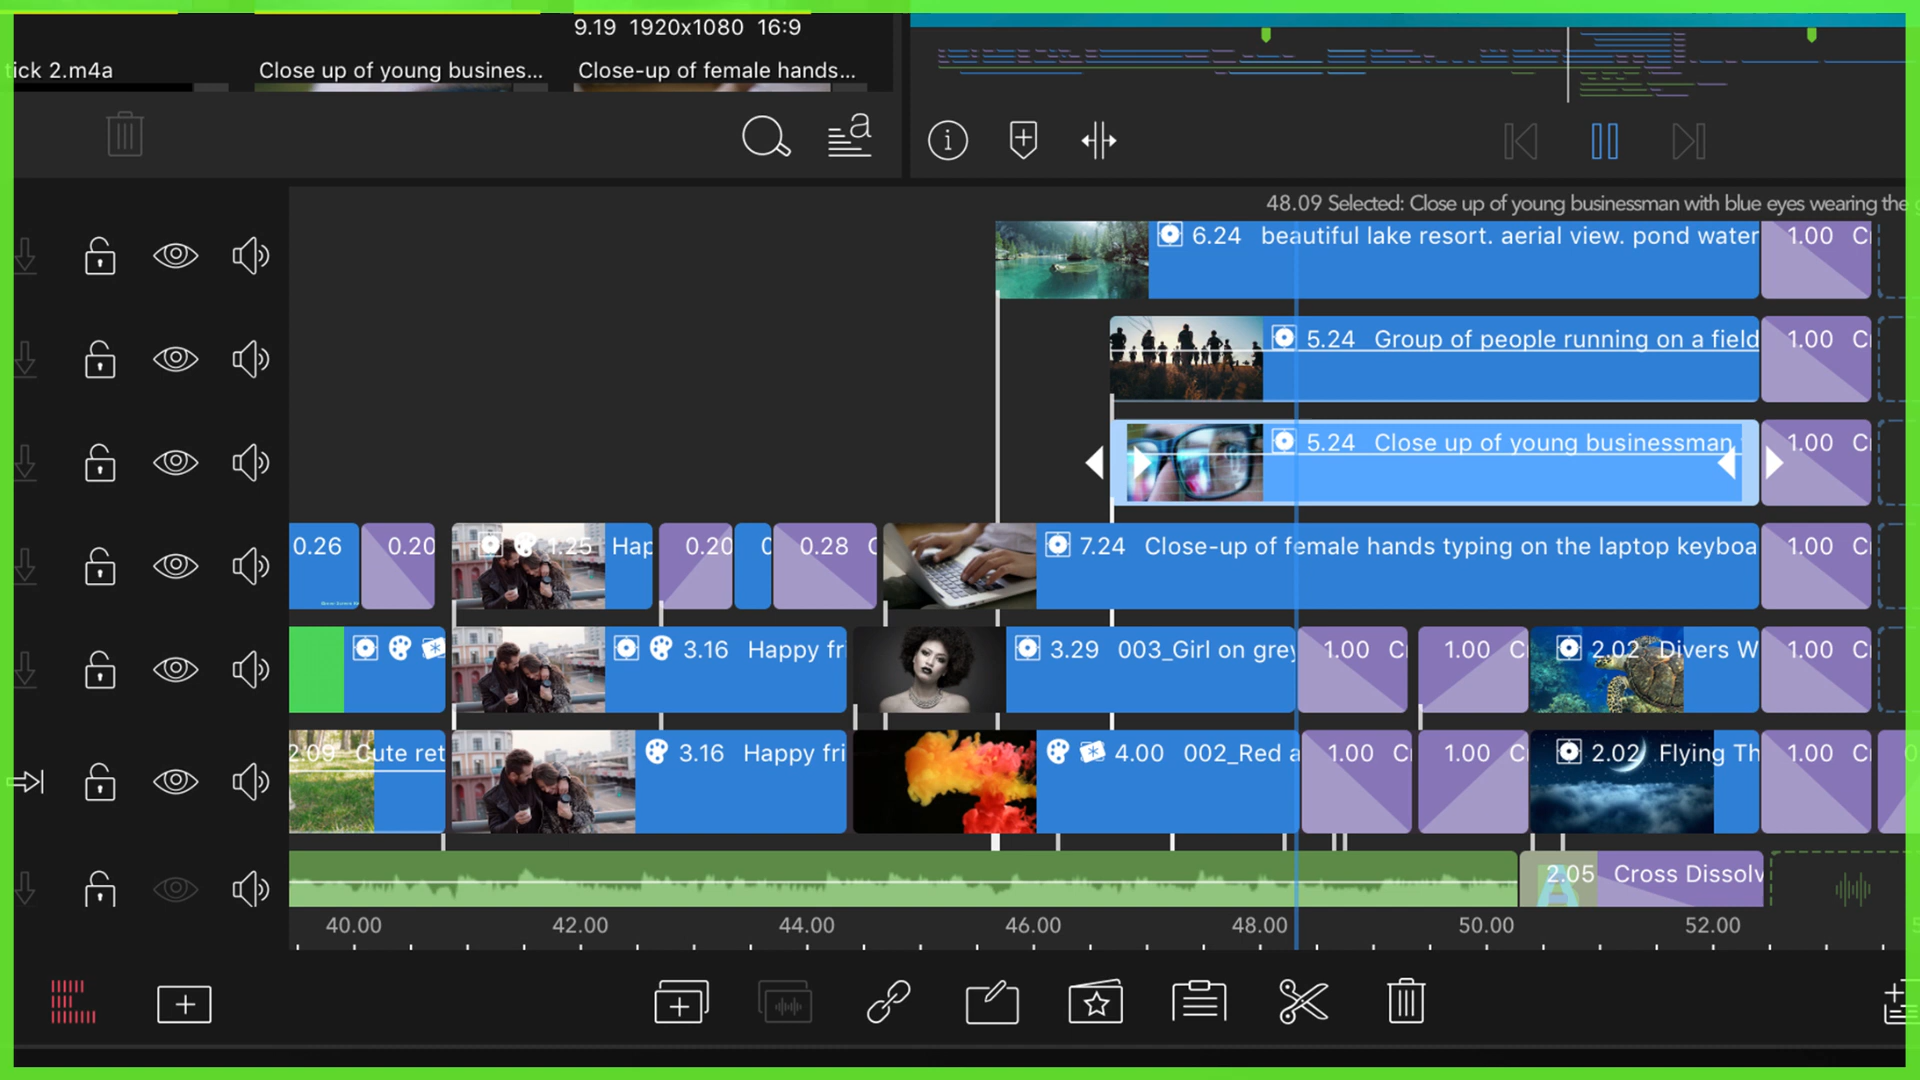 9.19 1920x1080 16:9
tick 2.m4a
Close up of young busines...
Close-up of female hands...
a
i
48.09 Selected: Close up of young businessman with blue eyes wearing the
6.24 beautiful lake resort. aerial view. pond water
1.00 C
5.24 Group of people running on a field
1.00 C
5.24 Close up of young businessman
1.00 C
0.26
0.20
1.25 Hap
0.20
0.28
7.24 Close-up of female hands typing on the laptop keyboa
1.00 C
3.16 Happy fri
3.29 003_Girl on grey
1.00 C
1.00 C
2.02 Divers W
1.00 C
2.09 Cute ret
3.16 Happy fri
4.00 002_Red a
1.00 C
1.00 C
2.02 Flying Th
1.00 C
2.05 Cross Dissolv
A
40.00 42.00 44.00 46.00 48.00 50.00 52.00